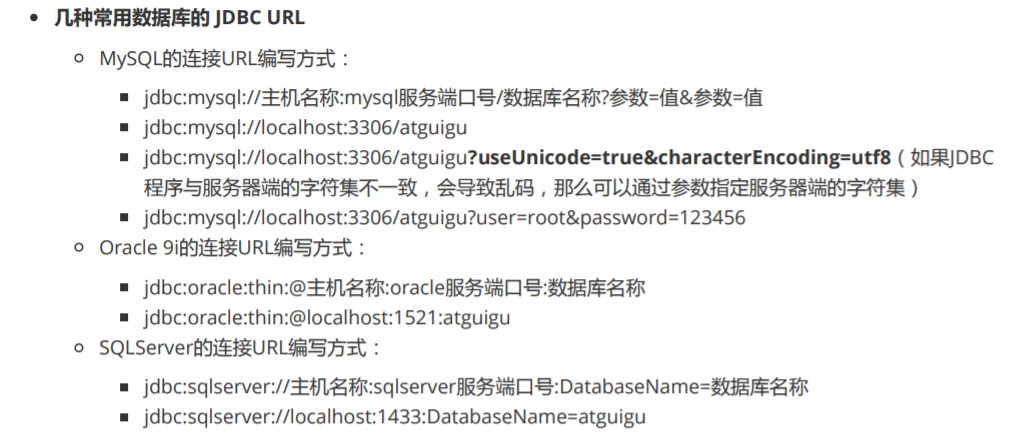 几种常用数据库的 JDBC URL
MySQL的连接URL编写方式：
jdbc:mysql://主机名称:mysql服务端口号/数据库名称?参数=值&参数=值
jdbc:mysql://localhost:3306/atguigu
jdbc:mysql://localhost:3306/atguigu?useUnicode=true&characterEncoding=utf8（如果JDBC
程序与服务器端的字符集不一致，会导致乱码，那么可以通过参数指定服务器端的字符集）
jdbc:mysql://localhost:3306/atguigu?user=root&password=123456
Oracle 9i的连接URL编写方式：
jdbc:oracle:thin:@主机名称:oracle服务端口号:数据库名称
jdbc:oracle:thin:@localhost:1521:atguigu
SQLServer的连接URL编写方式：
jdbc:sqlserver://主机名称:sqlserver服务端口号:DatabaseName=数据库名称
jdbc:sqlserver://localhost:1433:DatabaseName=atguigu